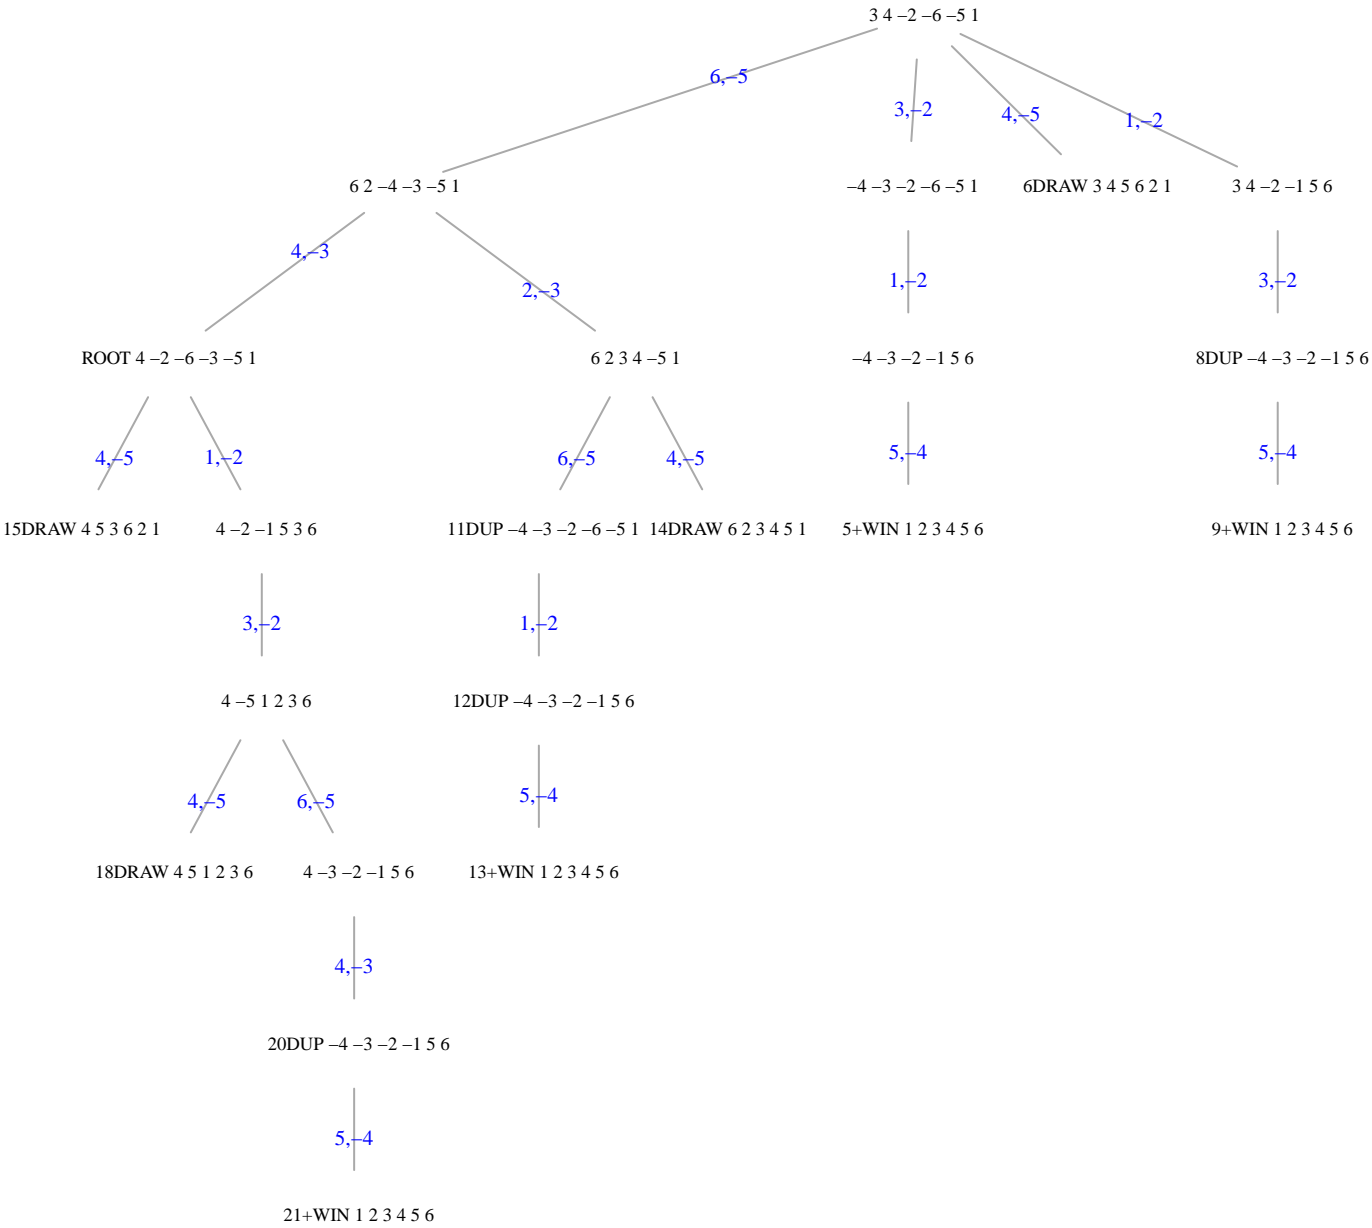 3 4 –2 –6 –5 1
6,–5
3,–2
4,–5
1,–2
6 2 –4 –3 –5 1
–4 –3 –2 –6 –5 1
6DRAW 3 4 5 6 2 1
3 4 –2 –1 5 6
4,–3
2,–3
1,–2
3,–2
ROOT 4 –2 –6 –3 –5 1
6 2 3 4 –5 1
–4 –3 –2 –1 5 6
8DUP –4 –3 –2 –1 5 6
4,–5
1,–2
6,–5
4,–5
5,–4
5,–4
15DRAW 4 5 3 6 2 1
4 –2 –1 5 3 6
11DUP –4 –3 –2 –6 –5 1
14DRAW 6 2 3 4 5 1
5+WIN 1 2 3 4 5 6
9+WIN 1 2 3 4 5 6
3,–2
1,–2
4 –5 1 2 3 6
12DUP –4 –3 –2 –1 5 6
4,–5
6,–5
5,–4
18DRAW 4 5 1 2 3 6
4 –3 –2 –1 5 6
13+WIN 1 2 3 4 5 6
4,–3
20DUP –4 –3 –2 –1 5 6
5,–4
21+WIN 1 2 3 4 5 6